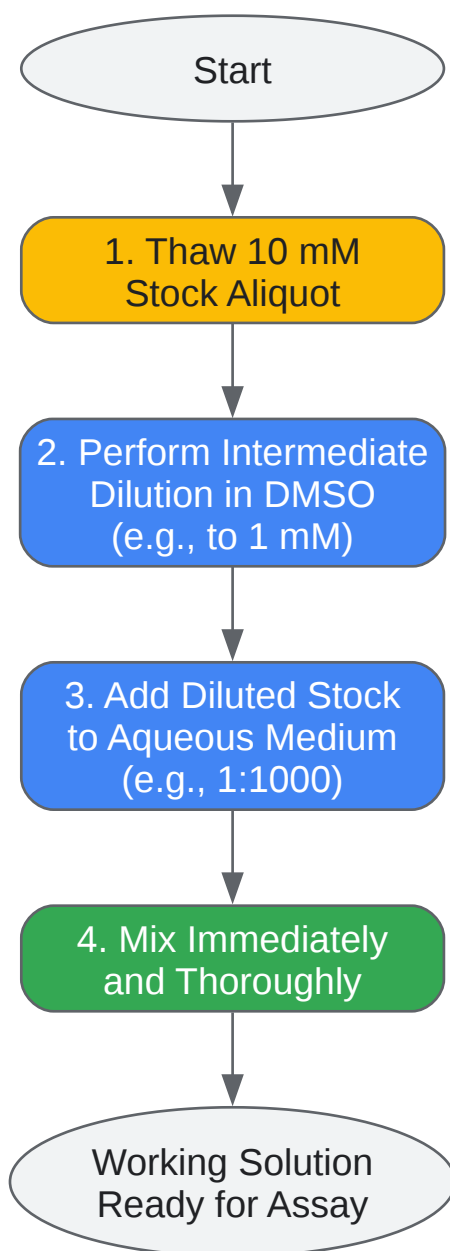 Start
1. Thaw 10 mM
Stock Aliquot
2. Perform Intermediate
Dilution in DMSO
(e.g., to 1 mM)
3. Add Diluted Stock
to Aqueous Medium
(e.g., 1:1000)
4. Mix Immediately
and Thoroughly
Working Solution
Ready for Assay